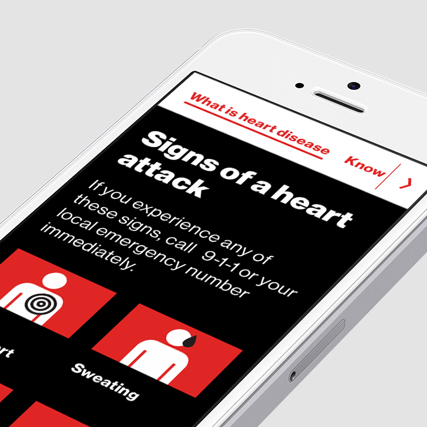 What is heart disease
Know
Signs of a heart
attack
If you experience any of
these signs, call 9-1-1 or your
local emergency number
immediately.
Sweating